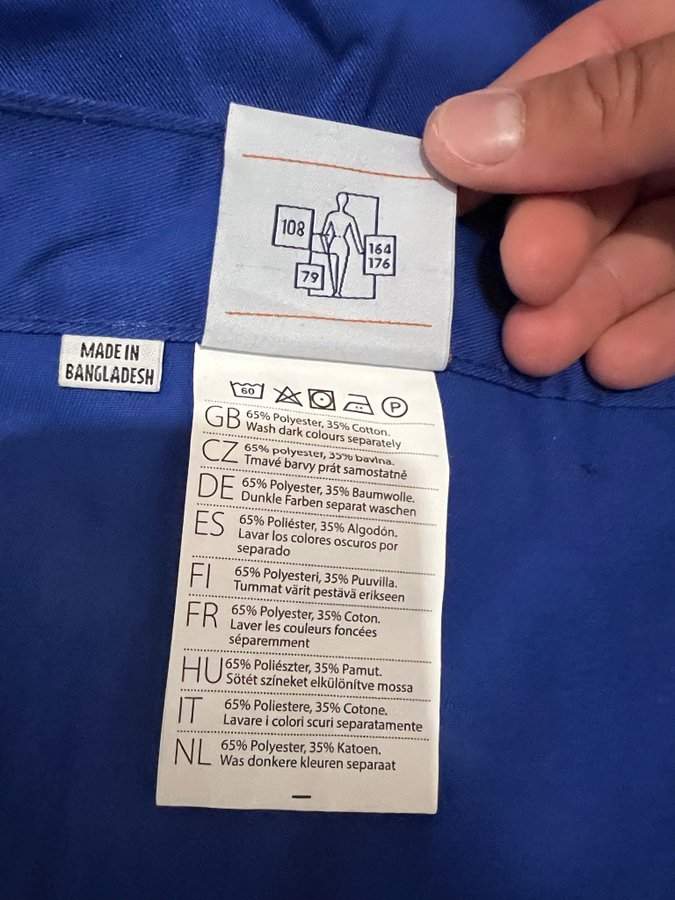 108
164
176
79
MADE IN
BANGLADESH
60
P
GB 65% Polyester, 35% Cotton.
Wash dark colours separately
CZ 65% polyester, 35% bavlna.
Tmavé barvy prát samostatně
DE 65% Polyester, 35% Baumwolle.
Dunkle Farben separat waschen
ES 65% Poliéster, 35% Algodón.
Lavar los colores oscuros por
separado
FI 65% Polyesteri, 35% Puuvilla.
Tummat värit pestävä erikseen
FR 65% Polyester, 35% Coton.
Laver les couleurs foncées
séparemment
HU 65% Poliészter, 35% Pamut.
Sötét színeket elkülönítve mossa
IT 65% Poliestere, 35% Cotone.
Lavare i colori scuri separatamente
NL 65% Polyester, 35% Katoen.
Was donkere kleuren separaat